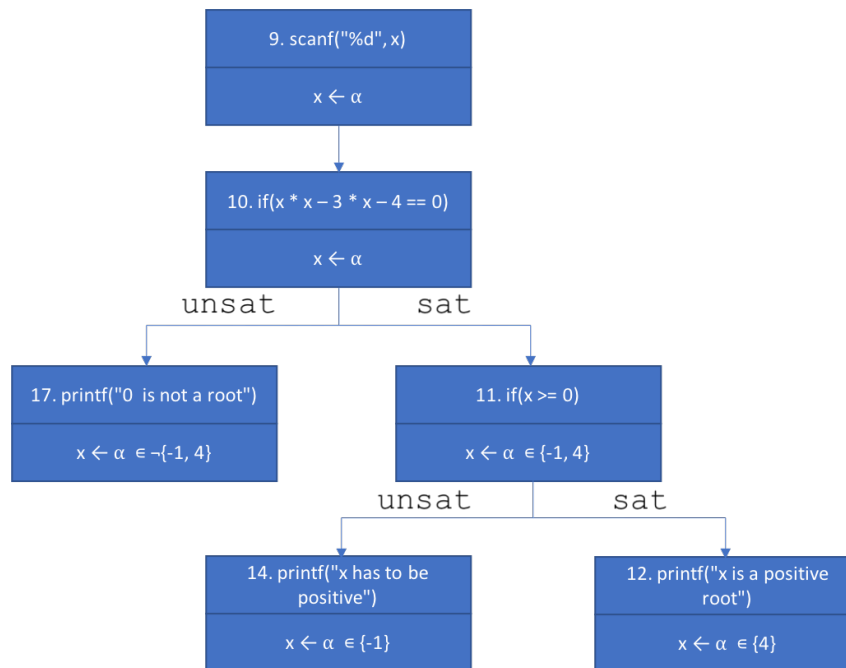 9. scanf("%d", x)
x ← α
10. if(x * x – 3 * x – 4 == 0)
x ← α
unsat
sat
17. printf("0  is not a root")
x ← α ∈ ¬{-1, 4}
11. if(x >= 0)
x ← α ∈ {-1, 4}
unsat
sat
14. printf("x has to be
positive")
x ← α ∈ {-1}
12. printf("x is a positive
root")
x ← α ∈ {4}